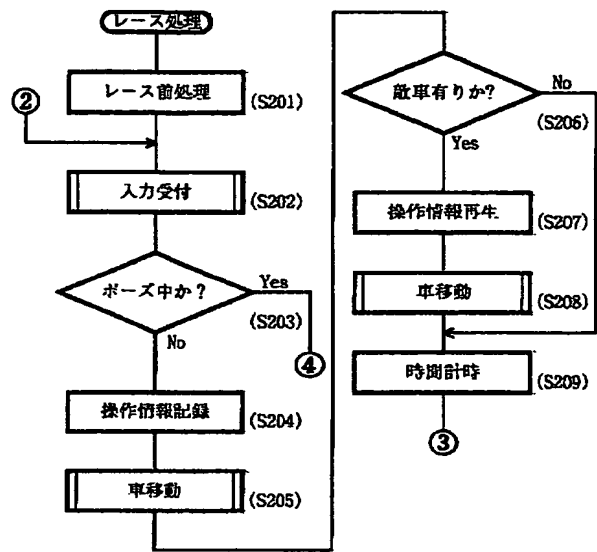 レース処理
レース前処理
(S201)
②
入力受付
(S202)
ポーズ中か?
Yes
(S203)
No
④
操作情報記録
(S204)
車移動
(S205)
敵車有りか?
No
(S206)
Yes
操作情報再生
(S207)
車移動
(S208)
時間計時
(S209)
③